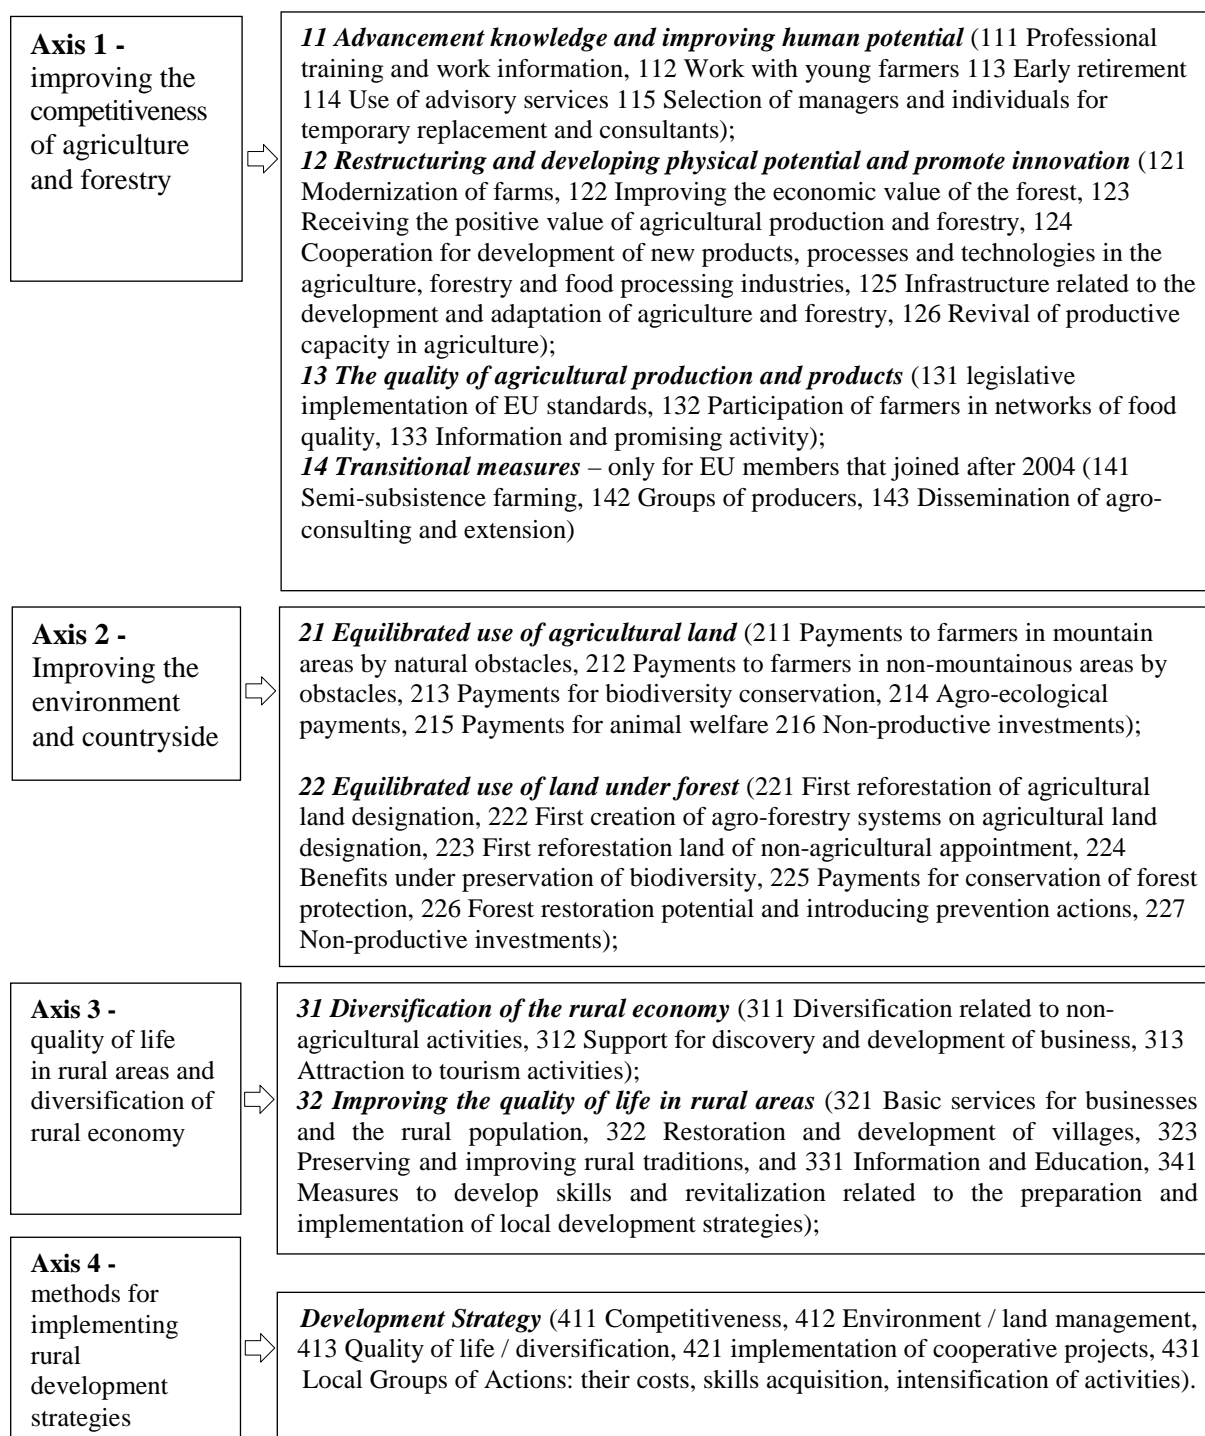 Axis 1 -
improving the
competitiveness
of agriculture
and forestry
11 Advancement knowledge and improving human potential (111 Professional
training and work information, 112 Work with young farmers 113 Early retirement
114 Use of advisory services 115 Selection of managers and individuals for
temporary replacement and consultants);
12 Restructuring and developing physical potential and promote innovation (121
Modernization of farms, 122 Improving the economic value of the forest, 123
Receiving the positive value of agricultural production and forestry, 124
Cooperation for development of new products, processes and technologies in the
agriculture, forestry and food processing industries, 125 Infrastructure related to the
development and adaptation of agriculture and forestry, 126 Revival of productive
capacity in agriculture);
13 The quality of agricultural production and products (131 legislative
implementation of EU standards, 132 Participation of farmers in networks of food
quality, 133 Information and promising activity);
14 Transitional measures – only for EU members that joined after 2004 (141
Semi-subsistence farming, 142 Groups of producers, 143 Dissemination of agro-
consulting and extension)
Axis 2 -
Improving the
environment
and countryside
21 Equilibrated use of agricultural land (211 Payments to farmers in mountain
areas by natural obstacles, 212 Payments to farmers in non-mountainous areas by
obstacles, 213 Payments for biodiversity conservation, 214 Agro-ecological
payments, 215 Payments for animal welfare 216 Non-productive investments);
22 Equilibrated use of land under forest (221 First reforestation of agricultural
land designation, 222 First creation of agro-forestry systems on agricultural land
designation, 223 First reforestation land of non-agricultural appointment, 224
Benefits under preservation of biodiversity, 225 Payments for conservation of forest
protection, 226 Forest restoration potential and introducing prevention actions, 227
Non-productive investments);
Axis 3 -
quality of life
in rural areas and
diversification of
rural economy
31 Diversification of the rural economy (311 Diversification related to non-
agricultural activities, 312 Support for discovery and development of business, 313
Attraction to tourism activities);
32 Improving the quality of life in rural areas (321 Basic services for businesses
and the rural population, 322 Restoration and development of villages, 323
Preserving and improving rural traditions, and 331 Information and Education, 341
Measures to develop skills and revitalization related to the preparation and
implementation of local development strategies);
Axis 4 -
methods for
implementing
rural
development
strategies
Development Strategy (411 Competitiveness, 412 Environment / land management,
413 Quality of life / diversification, 421 implementation of cooperative projects, 431
Local Groups of Actions: their costs, skills acquisition, intensification of activities).